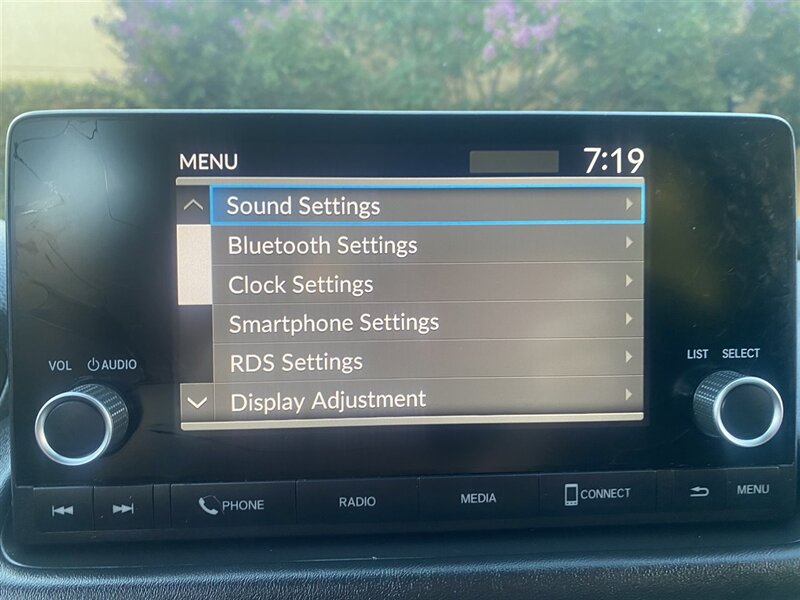 MENU 7:19
Sound Settings
Bluetooth Settings
Clock Settings
Smartphone Settings
RDS Settings
Display Adjustment
VOL AUDIO
LIST SELECT
PHONE RADIO MEDIA CONNECT MENU